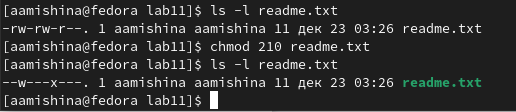 [aamishina@fedora lab11]$ ls -l readme.txt
-rw-rw-r--. 1 aamishina aamishina 11 дек 23 03:26 readme.txt
[aamishina@fedora lab11]$ chmod 210 readme.txt
[aamishina@fedora lab11]$ ls -l readme.txt
--w---x---. 1 aamishina aamishina 11 дек 23 03:26 readme.txt
[aamishina@fedora lab11]$